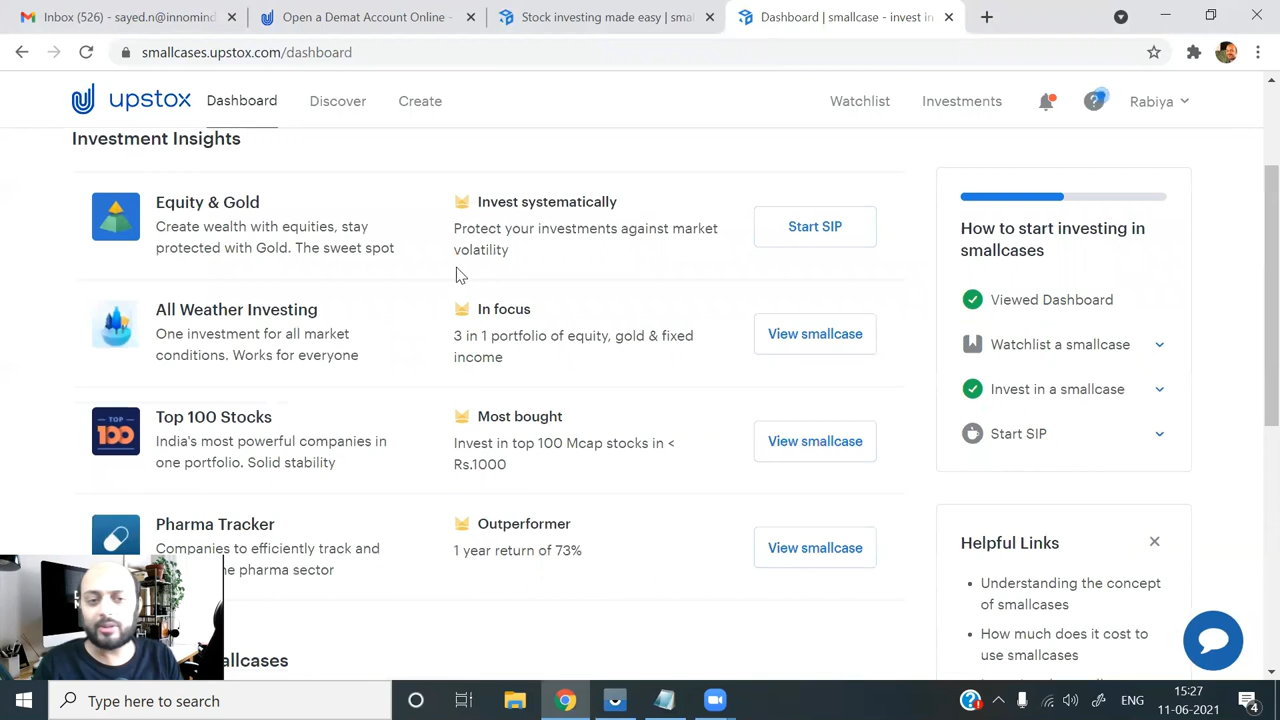 Inbox (526) - sayed.n@innomind
Open a Demat Account Online -
Stock investing made easy | smal
Dashboard | smallcase - invest in
smallcases.upstox.com/dashboard
upstox
Dashboard
Discover
Create
Watchlist
Investments
Rabiya
Investment Insights
Equity & Gold
Create wealth with equities, stay
protected with Gold. The sweet spot
Invest systematically
Protect your investments against market
volatility
Start SIP
All Weather Investing
One investment for all market
conditions. Works for everyone
In focus
3 in 1 portfolio of equity, gold & fixed
income
View smallcase
TOP
100
Top 100 Stocks
India's most powerful companies in
one portfolio. Solid stability
Most bought
Invest in top 100 Mcap stocks in <
Rs.1000
View smallcase
Pharma Tracker
Companies to efficiently track and
ne pharma sector
Outperformer
1 year return of 73%
View smallcase
allcases
How to start investing in
smallcases
Viewed Dashboard
Watchlist a smallcase
Invest in a smallcase
Start SIP
Helpful Links
Understanding the concept
of smallcases
How much does it cost to
use smallcases
Type here to search
ENG
15:27
11-06-2021
4